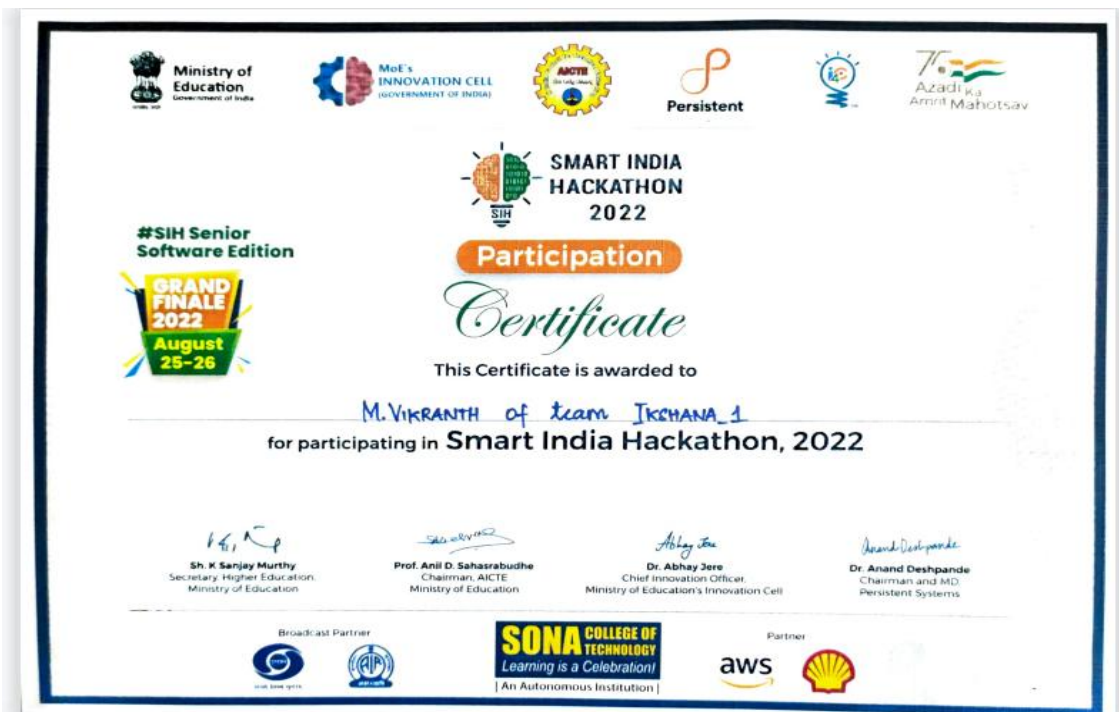 Ministry of
Education
Government of India
MoE's
INNOVATION CELL
(GOVERNMENT OF INDIA)
AICTE
Persistent
Azadi Ka
Amrit Mahotsav
SMART INDIA
HACKATHON
2022
SIH
#SIH Senior
Software Edition
GRAND
FINALE
2022
August
25-26
Participation
Certificate
This Certificate is awarded to
M. VIKRANTH of team IKSHANA_1
for participating in Smart India Hackathon, 2022
Abhay Jere
Anand Deshpande
Sh. K Sanjay Murthy
Secretary, Higher Education,
Ministry of Education
Prof. Anil D. Sahasrabudhe
Chairman, AICTE
Ministry of Education
Dr. Abhay Jere
Chief Innovation Officer,
Ministry of Education's Innovation Cell
Dr. Anand Deshpande
Chairman and MD,
Persistent Systems
Broadcast Partner
SONA COLLEGE OF
TECHNOLOGY
Learning is a Celebration!
| An Autonomous Institution |
Partner
aws